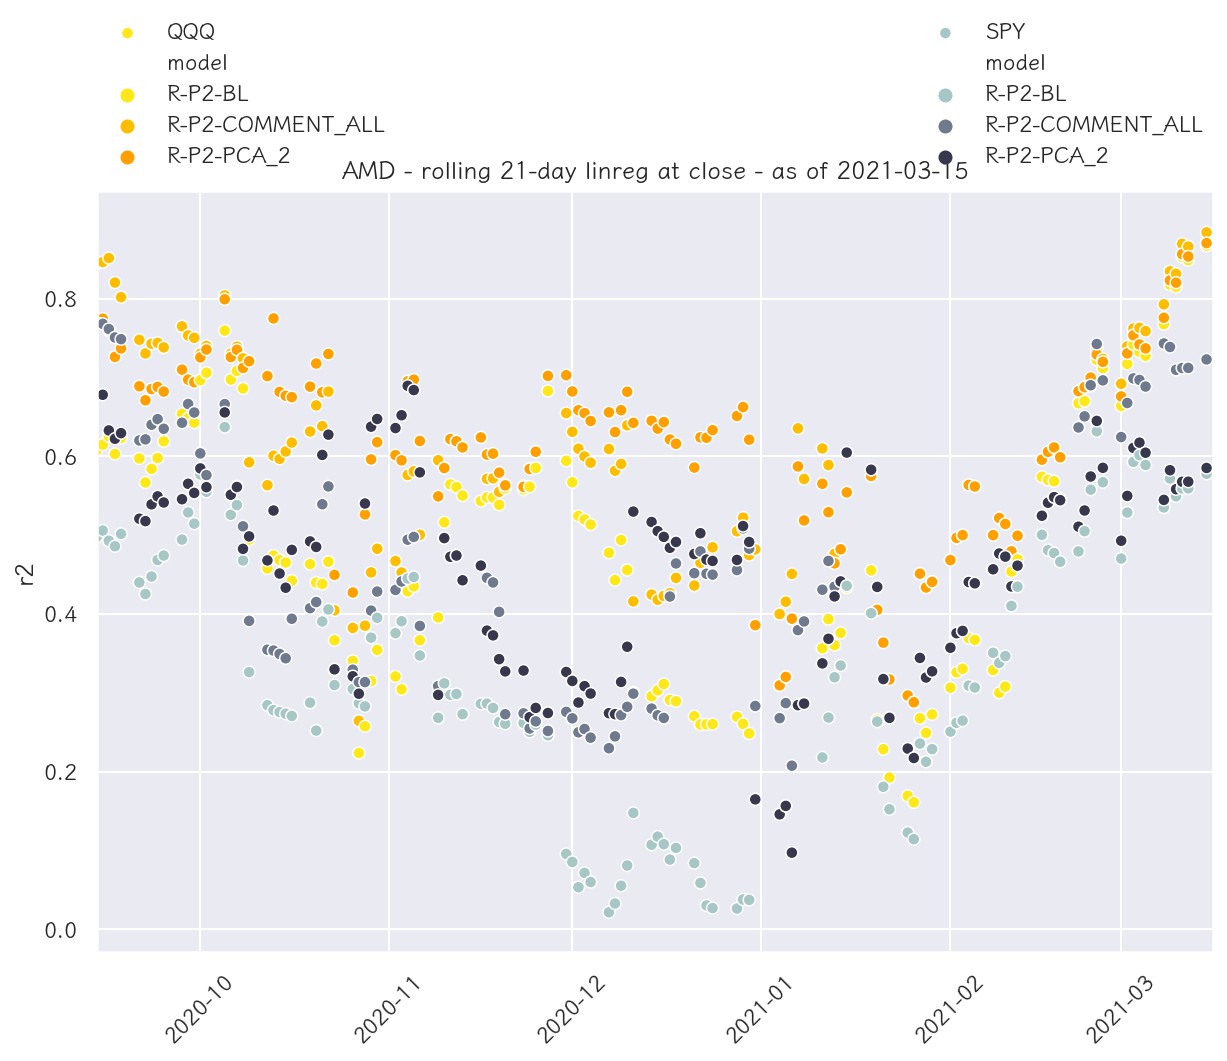 QQQ
model
R-P2-BL
R-P2-COMMENT_ALL
R-P2-PCA_2
SPY
model
R-P2-BL
R-P2-COMMENT_ALL
R-P2-PCA_2
AMD - rolling 21-day linreg at close - as of 2021-03-15
r2
0.8
0.6
0.4
0.2
0.0
2020-10
2020-11
2020-12
2021-01
2021-02
2021-03